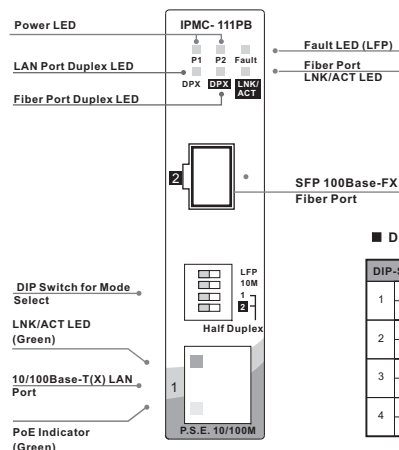 Power LED
LAN Port Duplex LED
Fiber Port Duplex LED
IPMC- 111PB
P1 P2 Fault
DPX DPX LNK/
ACT
Fault LED (LFP)
Fiber Port
LNK/ACT LED
2
SFP 100Base-FX
Fiber Port
DIP Switch for Mode
Select
LFP
10M
1
2
Half Duplex
LNK/ACT LED
(Green)
10/100Base-T(X) LAN
Port
PoE Indicator
(Green)
1
P.S.E. 10/100M
■ D
DIP-S
1
2
3
4